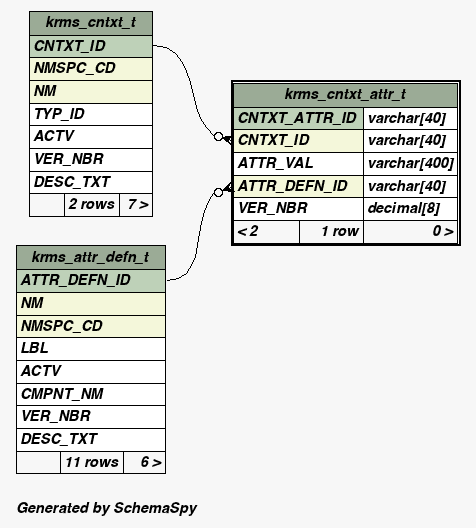 krms_cntxt_t
CNTXT_ID
NMSPC_CD
NM
TYP_ID
ACTV
VER_NBR
DESC_TXT
2 rows 7 >
krms_cntxt_attr_t
CNTXT_ATTR_ID varchar[40]
CNTXT_ID varchar[40]
ATTR_VAL varchar[400]
ATTR_DEFN_ID varchar[40]
VER_NBR decimal[8]
< 2 1 row 0 >
krms_attr_defn_t
ATTR_DEFN_ID
NM
NMSPC_CD
LBL
ACTV
CMPNT_NM
VER_NBR
DESC_TXT
11 rows 6 >
Generated by SchemaSpy